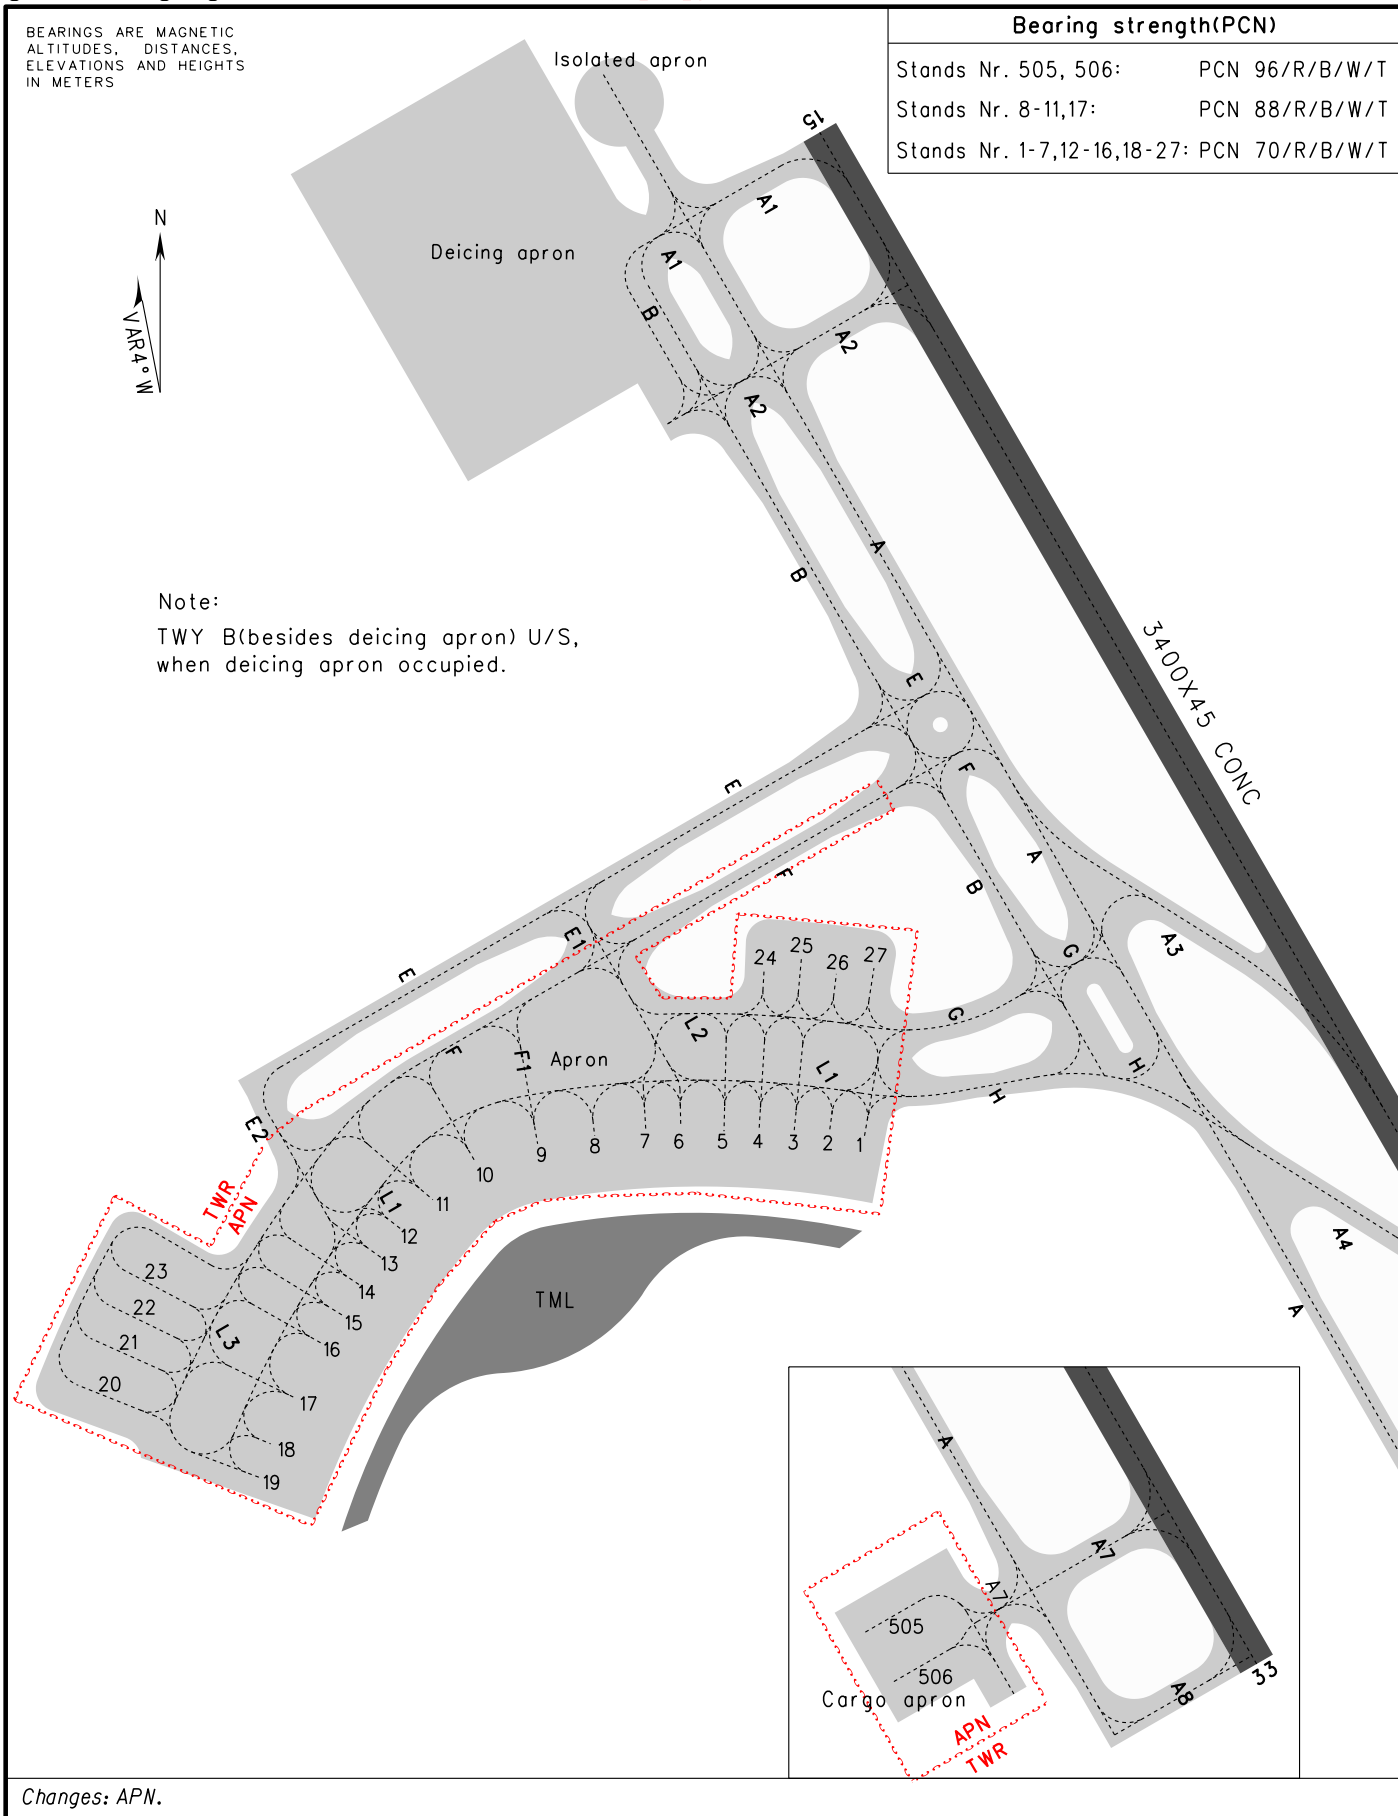 BEARINGS ARE MAGNETIC
ALTITUDES, DISTANCES,
ELEVATIONS AND HEIGHTS
IN METERS
Bearing strength(PCN)
Stands Nr. 505, 506: PCN 96/R/B/W/T
Stands Nr. 8-11,17: PCN 88/R/B/W/T
Stands Nr. 1-7,12-16,18-27: PCN 70/R/B/W/T
Isolated apron
15
A1
N
VAR4°W
Deicing apron
A1
B
A2
A2
A
B
Note:
TWY B(besides deicing apron) U/S,
when deicing apron occupied.
3400X45 CONC
E
F
E
A
F
B
E1
G
A3
E
24
25
26
27
G
L2
F
F1
Apron
L1
H
H
E2
9
8
7
6
5
4
3
2
1
10
11
L1
12
13
14
15
16
17
18
19
TWR
APN
23
22
21
20
L3
TML
A4
A
A
A7
A7
505
506
Cargo apron
A8
33
APN
TWR
Changes: APN.